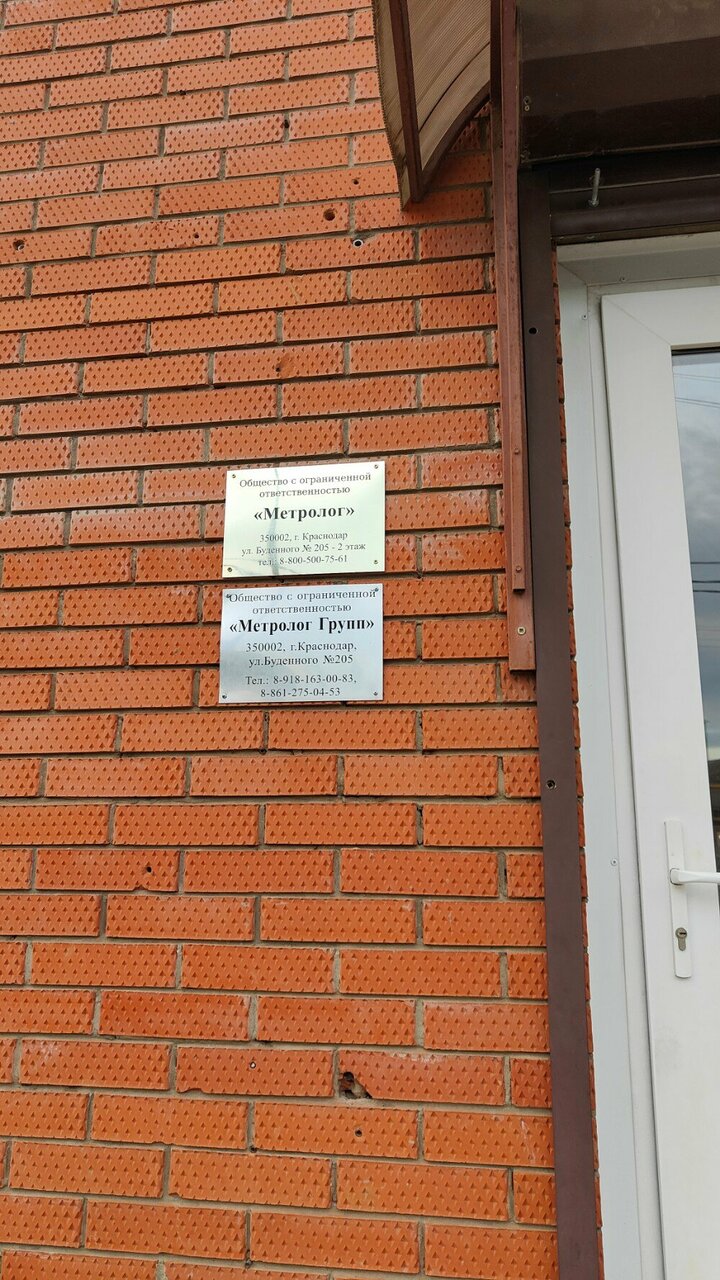 Общество с ограниченной
ответственностью
«Метролог»
350002, г. Краснодар
ул. Буденного № 205 - 2 этаж
тел.: 8-800-500-75-61
Общество с ограниченной
ответственностью
«Метролог Групп»
350002, г.Краснодар,
ул.Буденного №205
Тел.: 8-918-163-00-83,
8-861-275-04-53